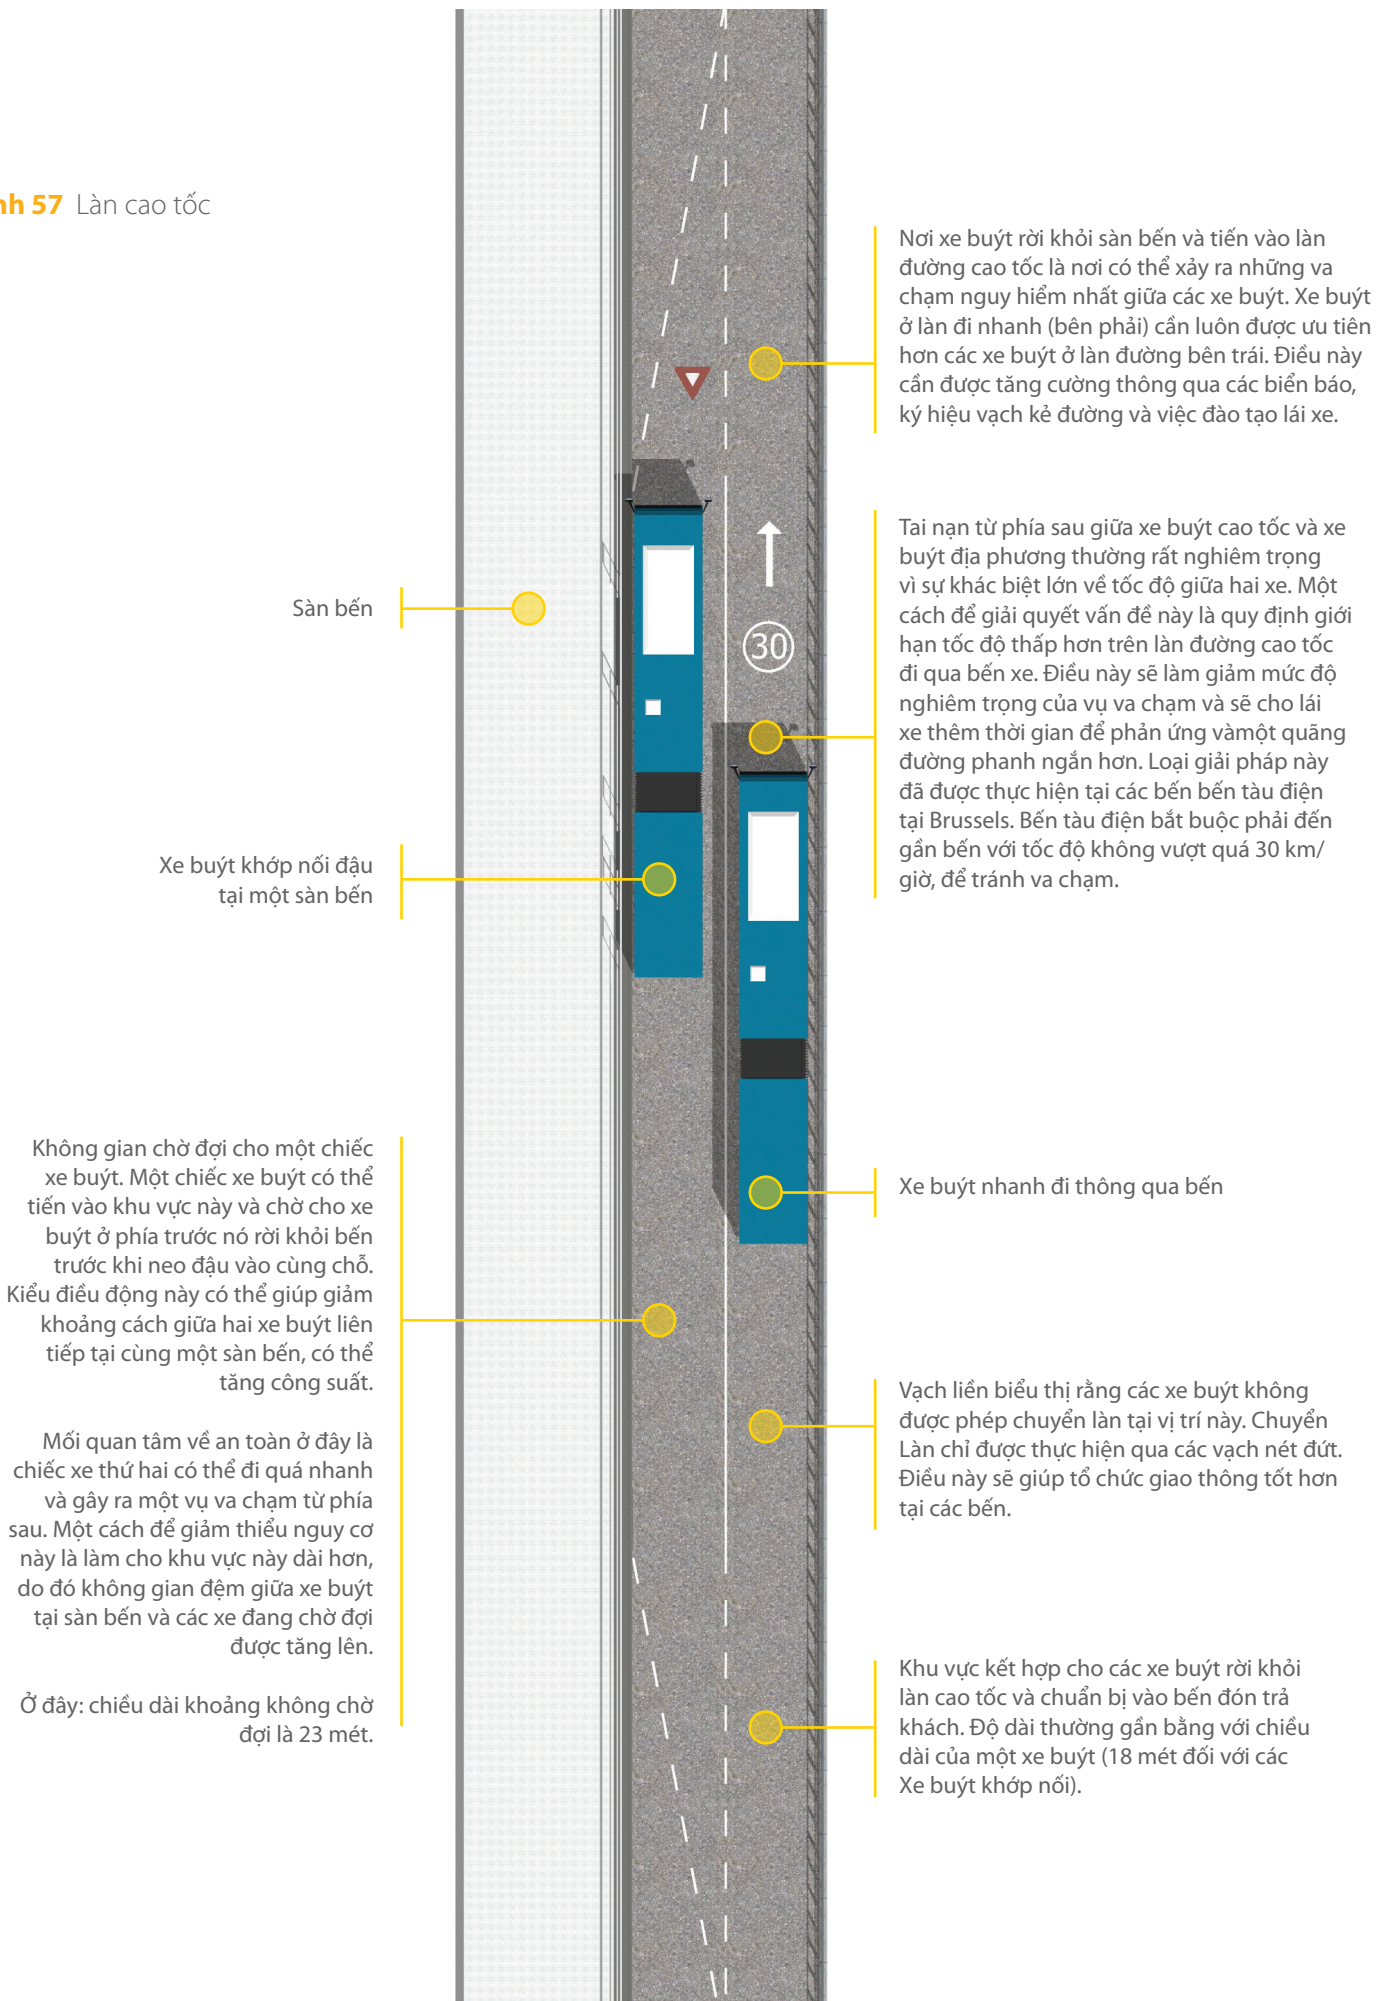 nh 57 Làn cao tốc
Nơi xe buýt rời khỏi sàn bến và tiến vào làn
đường cao tốc là nơi có thể xảy ra những va
chạm nguy hiểm nhất giữa các xe buýt. Xe buýt
ở làn đi nhanh (bên phải) cần luôn được ưu tiên
hơn các xe buýt ở làn đường bên trái. Điều này
cần được tăng cường thông qua các biển báo,
ký hiệu vạch kẻ đường và việc đào tạo lái xe.
Tai nạn từ phía sau giữa xe buýt cao tốc và xe
buýt địa phương thường rất nghiêm trọng
vì sự khác biệt lớn về tốc độ giữa hai xe. Một
cách để giải quyết vấn đề này là quy định giới
hạn tốc độ thấp hơn trên làn đường cao tốc
đi qua bến xe. Điều này sẽ làm giảm mức độ
nghiêm trọng của vụ va chạm và sẽ cho lái
xe thêm thời gian để phản ứng vàmột quãng
đường phanh ngắn hơn. Loại giải pháp này
đã được thực hiện tại các bến bến tàu điện
tại Brussels. Bến tàu điện bắt buộc phải đến
gần bến với tốc độ không vượt quá 30 km/
giờ, để tránh va chạm.
Sàn bến
30
Xe buýt khớp nối đậu
tại một sàn bến
Không gian chờ đợi cho một chiếc
xe buýt. Một chiếc xe buýt có thể
tiến vào khu vực này và chờ cho xe
buýt ở phía trước nó rời khỏi bến
trước khi neo đậu vào cùng chỗ.
Kiểu điều động này có thể giúp giảm
khoảng cách giữa hai xe buýt liên
tiếp tại cùng một sàn bến, có thể
tăng công suất.
Mối quan tâm về an toàn ở đây là
chiếc xe thứ hai có thể đi quá nhanh
và gây ra một vụ va chạm từ phía
sau. Một cách để giảm thiểu nguy cơ
này là làm cho khu vực này dài hơn,
do đó không gian đệm giữa xe buýt
tại sàn bến và các xe đang chờ đợi
được tăng lên.
Ở đây: chiều dài khoảng không chờ
đợi là 23 mét.
Xe buýt nhanh đi thông qua bến
Vạch liền biểu thị rằng các xe buýt không
được phép chuyển làn tại vị trí này. Chuyển
Làn chỉ được thực hiện qua các vạch nét đứt.
Điều này sẽ giúp tổ chức giao thông tốt hơn
tại các bến.
Khu vực kết hợp cho các xe buýt rời khỏi
làn cao tốc và chuẩn bị vào bến đón trả
khách. Độ dài thường gần bằng với chiều
dài của một xe buýt (18 mét đối với các
Xe buýt khớp nối).